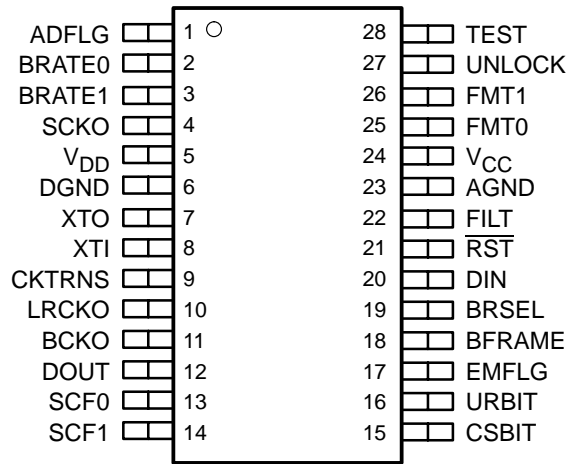 ADFLG 1 28 TEST
BRATE0 2 27 UNLOCK
BRATE1 3 26 FMT1
SCKO 4 25 FMT0
VDD 5 24 VCC
DGND 6 23 AGND
XTO 7 22 FILT
XTI 8 21 RST
CKTRNS 9 20 DIN
LRCKO 10 19 BRSEL
BCKO 11 18 BFRAME
DOUT 12 17 EMFLG
SCF0 13 16 URBIT
SCF1 14 15 CSBIT